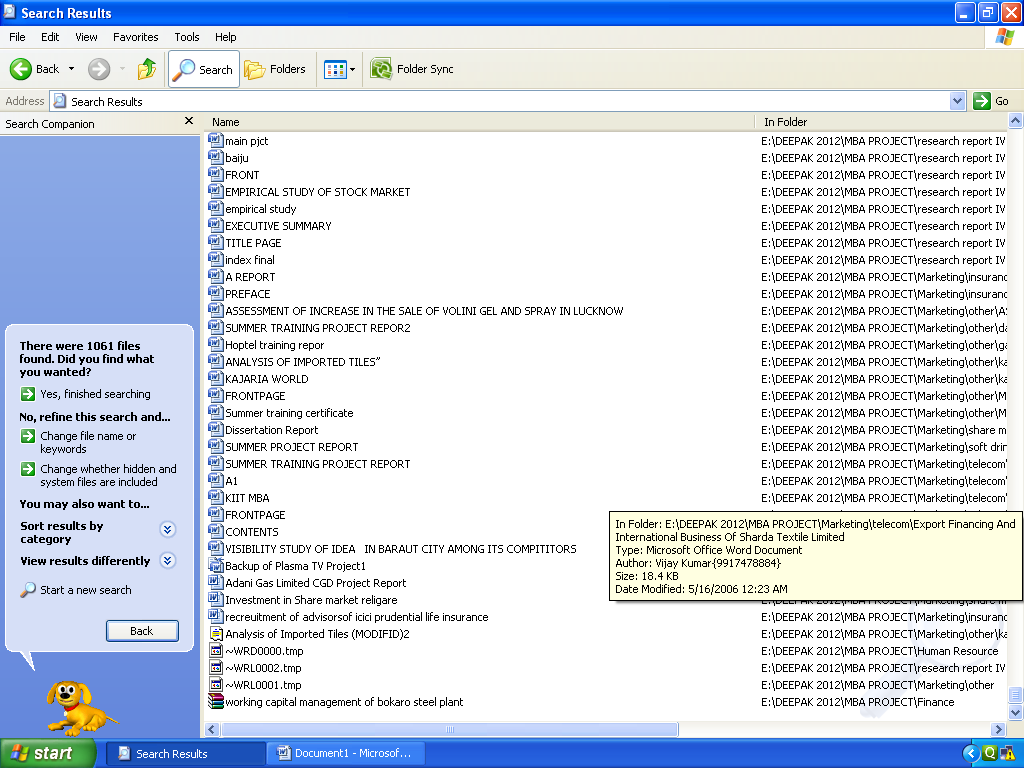 Search Results
File Edit View Favorites Tools Help
Back Search Folders Folder Sync
Address Search Results Go
Search Companion
Name In Folder
main pjct E:\DEEPAK 2012\MBA PROJECT\research report IV
baiju E:\DEEPAK 2012\MBA PROJECT\research report IV
FRONT E:\DEEPAK 2012\MBA PROJECT\research report IV
EMPIRICAL STUDY OF STOCK MARKET E:\DEEPAK 2012\MBA PROJECT\research report IV
empirical study E:\DEEPAK 2012\MBA PROJECT\research report IV
EXECUTIVE SUMMARY E:\DEEPAK 2012\MBA PROJECT\research report IV
TITLE PAGE E:\DEEPAK 2012\MBA PROJECT\research report IV
index final E:\DEEPAK 2012\MBA PROJECT\research report IV
A REPORT E:\DEEPAK 2012\MBA PROJECT\Marketing\insuranc
PREFACE E:\DEEPAK 2012\MBA PROJECT\Marketing\insuranc
ASSESSMENT OF INCREASE IN THE SALE OF VOLINI GEL AND SPRAY IN LUCKNOW E:\DEEPAK 2012\MBA PROJECT\Marketing\other\AS
SUMMER TRAINING PROJECT REPOR2 E:\DEEPAK 2012\MBA PROJECT\Marketing\other\da
Hoptel training repor E:\DEEPAK 2012\MBA PROJECT\Marketing\other\ga
ANALYSIS OF IMPORTED TILES” E:\DEEPAK 2012\MBA PROJECT\Marketing\other\ka
KAJARIA WORLD E:\DEEPAK 2012\MBA PROJECT\Marketing\other\ka
FRONTPAGE E:\DEEPAK 2012\MBA PROJECT\Marketing\other\M
Summer training certificate E:\DEEPAK 2012\MBA PROJECT\Marketing\other\M
Dissertation Report E:\DEEPAK 2012\MBA PROJECT\Marketing\share m
SUMMER PROJECT REPORT E:\DEEPAK 2012\MBA PROJECT\Marketing\soft drin
SUMMER TRAINING PROJECT REPORT E:\DEEPAK 2012\MBA PROJECT\Marketing\telecom\
A1 E:\DEEPAK 2012\MBA PROJECT\Marketing\telecom\
KIIT MBA E:\DEEPAK 2012\MBA PROJECT\Marketing\telecom\
FRONTPAGE
CONTENTS
VISIBILITY STUDY OF IDEA IN BARAUT CITY AMONG ITS COMPITITORS
Backup of Plasma TV Project1
Adani Gas Limited CGD Project Report
Investment in Share market religare E:\DEEPAK 2012\MBA PROJECT\Marketing\share m
recreuitment of advisorsof icici prudential life insurance E:\DEEPAK 2012\MBA PROJECT\Marketing\insuranc
Analysis of Imported Tiles (MODIFID)2 E:\DEEPAK 2012\MBA PROJECT\Marketing\other\ka
~WRD0000.tmp E:\DEEPAK 2012\MBA PROJECT\Human Resource
~WRL0002.tmp E:\DEEPAK 2012\MBA PROJECT\research report IV
~WRL0001.tmp E:\DEEPAK 2012\MBA PROJECT\Marketing\other
working capital management of bokaro steel plant E:\DEEPAK 2012\MBA PROJECT\Finance
In Folder: E:\DEEPAK 2012\MBA PROJECT\Marketing\telecom\Export Financing And
International Business Of Sharda Textile Limited
Type: Microsoft Office Word Document
Author: Vijay Kumar{9917478884}
Size: 18.4 KB
Date Modified: 5/16/2006 12:23 AM
There were 1061 files
found. Did you find what
you wanted?
Yes, finished searching
No, refine this search and...
Change file name or
keywords
Change whether hidden and
system files are included
You may also want to...
Sort results by
category
View results differently
Start a new search
Back
start Search Results Document1 - Microsof...